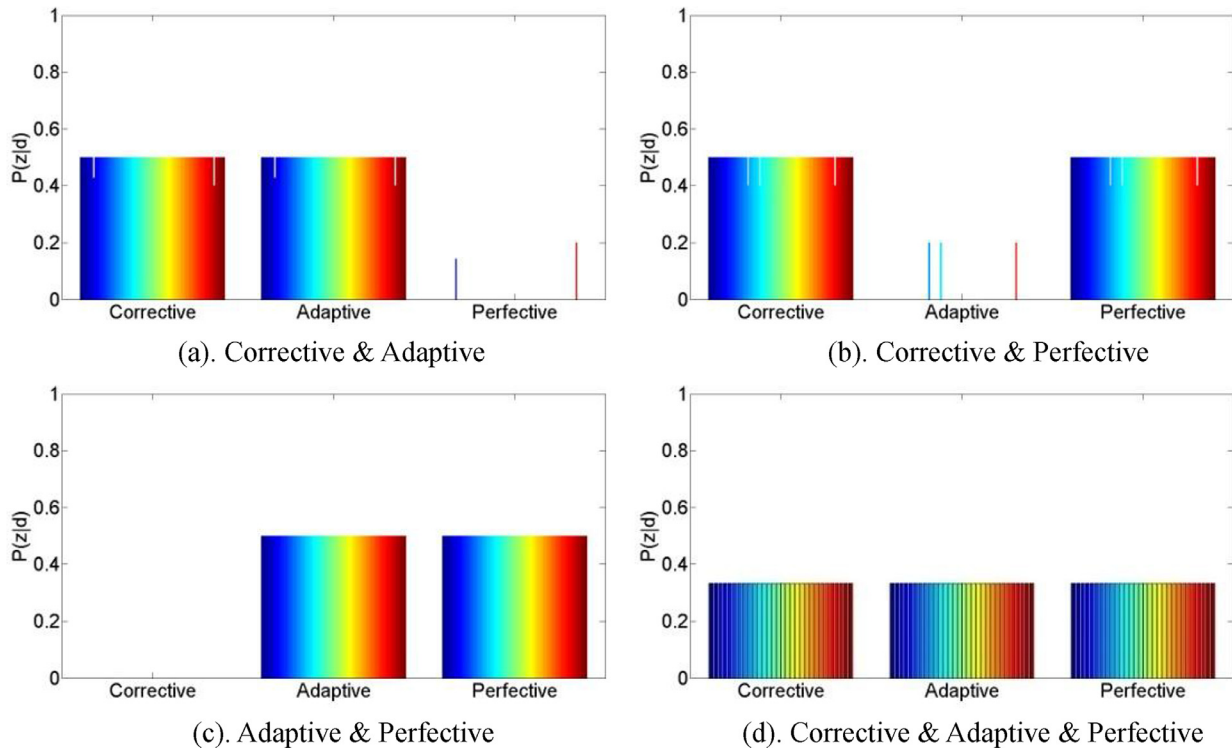 1
0.8
0.6
P(z|d)
0.4
0.2
0
Corrective Adaptive Perfective
(a). Corrective & Adaptive
1
0.8
0.6
P(z|d)
0.4
0.2
0
Corrective Adaptive Perfective
(b). Corrective & Perfective
1
0.8
0.6
P(z|d)
0.4
0.2
0
Corrective Adaptive Perfective
(c). Adaptive & Perfective
1
0.8
0.6
P(z|d)
0.4
0.2
0
Corrective Adaptive Perfective
(d). Corrective & Adaptive & Perfective